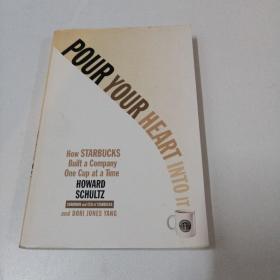 POUR YOUR HEART INTO IT
How STARBUCKS
Built a Company
One Cup at a Time
HOWARD
SCHULTZ
CHAIRMAN and CEO of STARBUCKS
and DORI JONES YANG